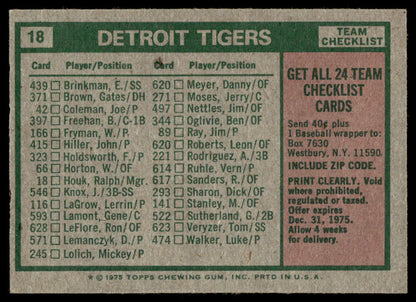 18
DETROIT TIGERS
TEAM
CHECKLIST
Card Player/Position Card Player/Position
439 Brinkman, E./SS 620 Meyer, Danny/OF
371 Brown, Gates/DH 271 Moses, Jerry/C
42 Coleman, Joe/P 497 Nettles, Jim/OF
397 Freehan, B./C-1B 344 Oglivie, Ben/OF
166 Fryman, W./P 89 Ray, Jim/P
415 Hiller, John/P 620 Roberts, Leon/OF
323 Holdsworth, F./P 221 Rodriguez, A./3B
66 Horton, W./OF 614 Ruhle, Vern/P
18 Houk, Ralph/Mgr. 617 Sanders, R./OF
546 Knox, J./3B-SS 293 Sharon, Dick/OF
116 LaGrow, Lerrin/P 141 Stanley, M./OF
593 Lamont, Gene/C 522 Sutherland, G./2B
628 LeFlore, Ron/OF 623 Veryzer, Tom/SS
571 Lemanczyk, D./P 474 Walker, Luke/P
245 Lolich, Mickey/P
GET ALL 24 TEAM
CHECKLIST
CARDS
Send 40¢ plus
1 Baseball wrapper to:
Box 7630
Westbury, N.Y. 11590.
INCLUDE ZIP CODE.
PRINT CLEARLY. Void
where prohibited,
regulated or taxed.
Offer expires
Dec. 31, 1975.
Allow 4 weeks
for delivery.
* © 1975 TOPPS CHEWING GUM, INC. PRTD IN U.S.A.